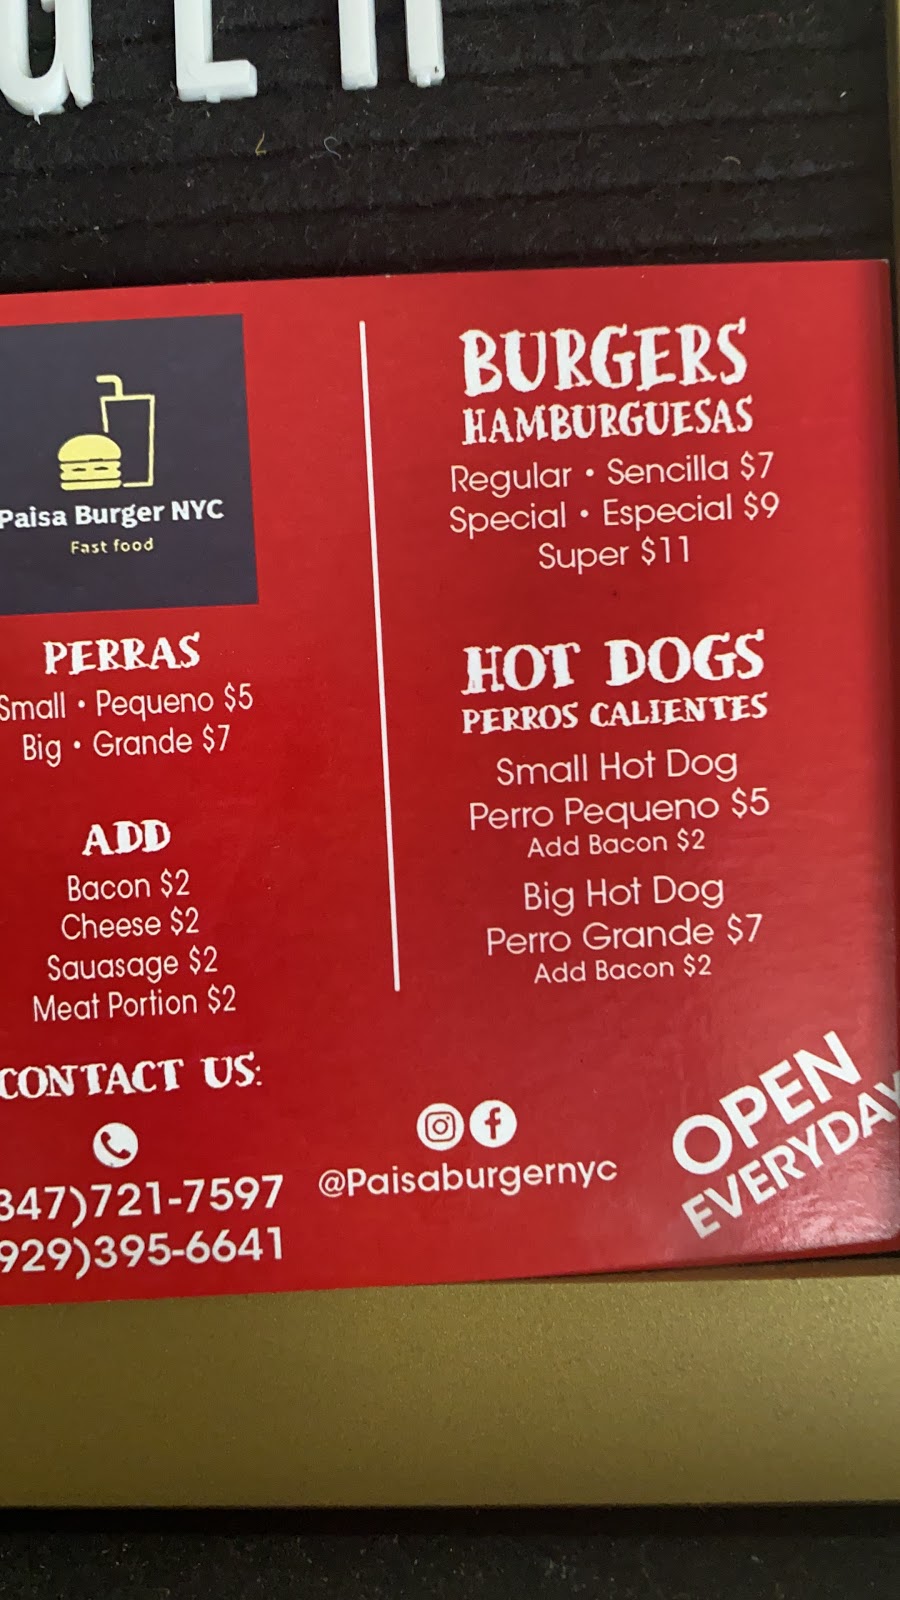 GER
Paisa Burger NYC
Fast food
PERRAS
Small • Pequeno $5
Big • Grande $7
ADD
Bacon $2
Cheese $2
Sauasage $2
Meat Portion $2
CONTACT US:
347)721-7597
929)395-6641
BURGERS
HAMBURGUESAS
Regular • Sencilla $7
Special • Especial $9
Super $11
HOT DOGS
PERROS CALIENTES
Small Hot Dog
Perro Pequeno $5
Add Bacon $2
Big Hot Dog
Perro Grande $7
Add Bacon $2
@Paisaburgernyc
OPEN
EVERYDAY